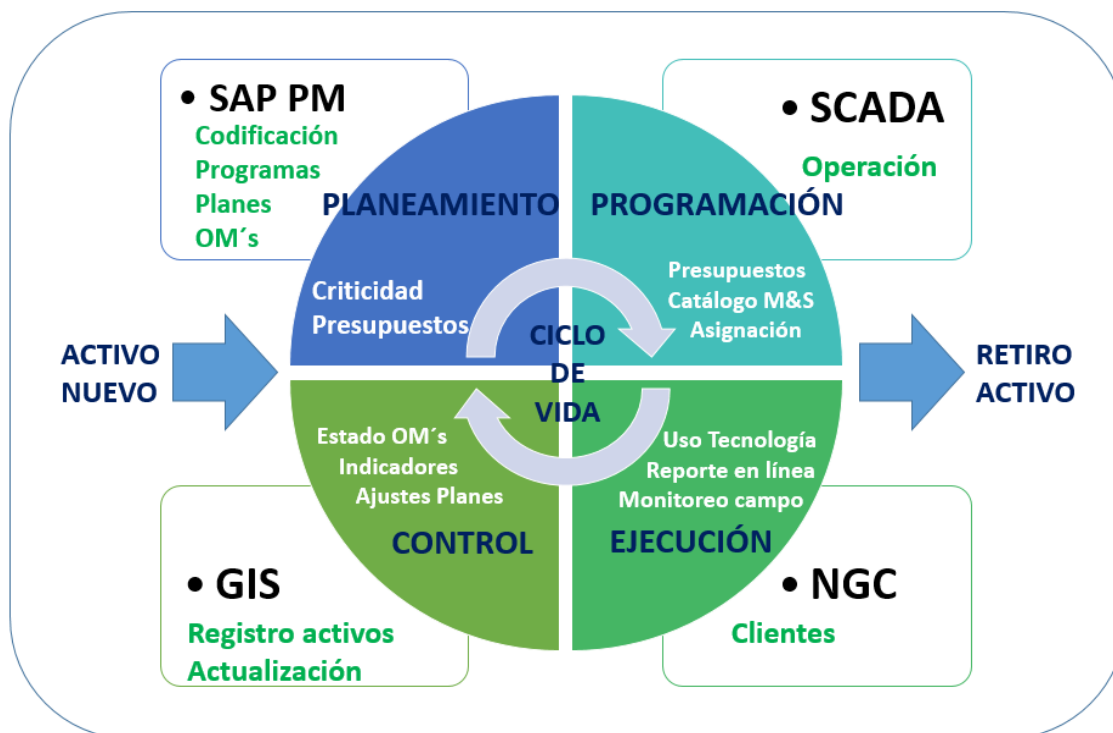 • SAP PM
Codificación
Programas
Planes
OM´s
• SCADA
Operación
PLANEAMIENTO
PROGRAMACIÓN
Criticidad
Presupuestos
Presupuestos
Catálogo M&S
Asignación
ACTIVO
NUEVO
CICLO
DE
VIDA
RETIRO
ACTIVO
Estado OM´s
Indicadores
Ajustes Planes
CONTROL
Uso Tecnología
Reporte en línea
Monitoreo campo
EJECUCIÓN
• GIS
Registro activos
Actualización
• NGC
Clientes